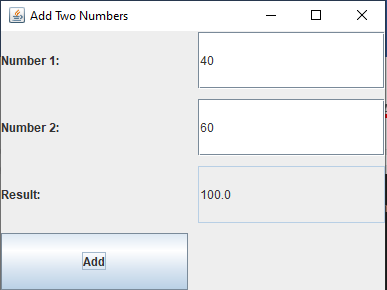 Add Two Numbers
Number 1: 40
Number 2: 60
Result: 100.0
Add